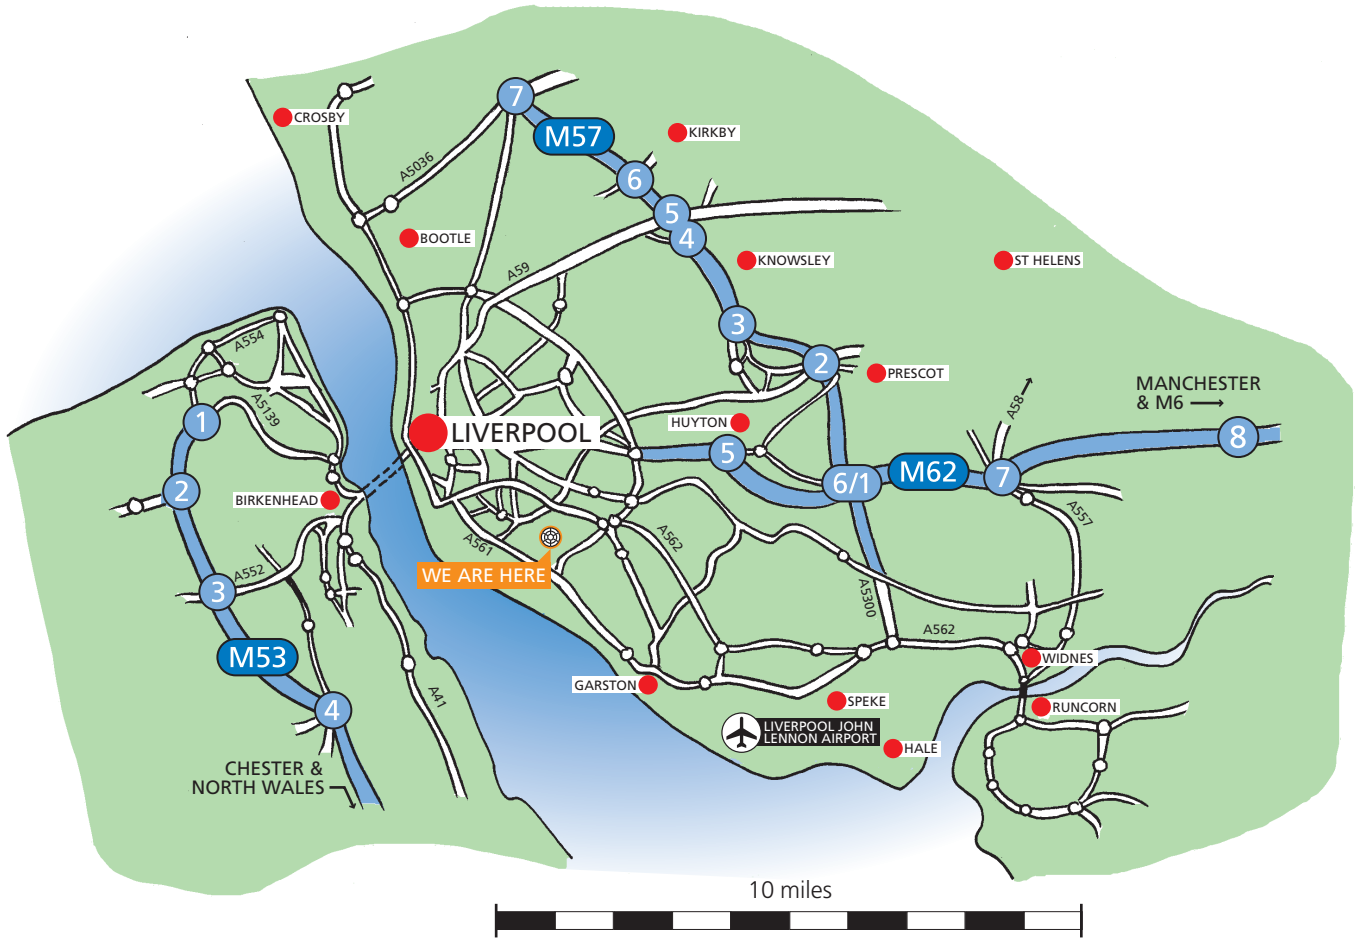 7
CROSBY
M57
KIRKBY
A5036
6
5
BOOTLE
4
KNOWSLEY
ST HELENS
A59
3
A554
2
PRESCOT
A58
MANCHESTER
& M6
1
A5139
HUYTON
LIVERPOOL
8
5
M62
7
6/1
2
BIRKENHEAD
A557
A561
A562
WE ARE HERE
A552
3
A5300
A562
M53
WIDNES
GARSTON
A41
SPEKE
RUNCORN
4
LIVERPOOL JOHN
LENNON AIRPORT
HALE
CHESTER &
NORTH WALES
10 miles